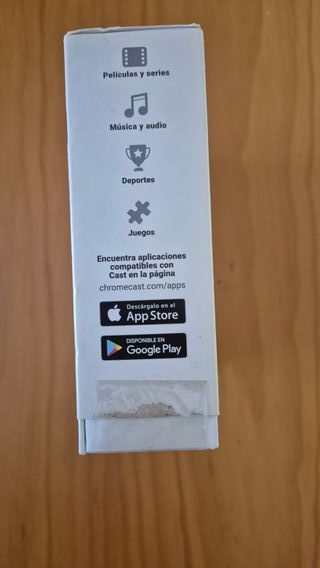 Películas y series
Música y audio
Deportes
Juegos
Encuentra aplicaciones
compatibles con
Cast en la página
chromecast.com/apps
Descárgalo en el
App Store
DISPONIBLE EN
Google Play